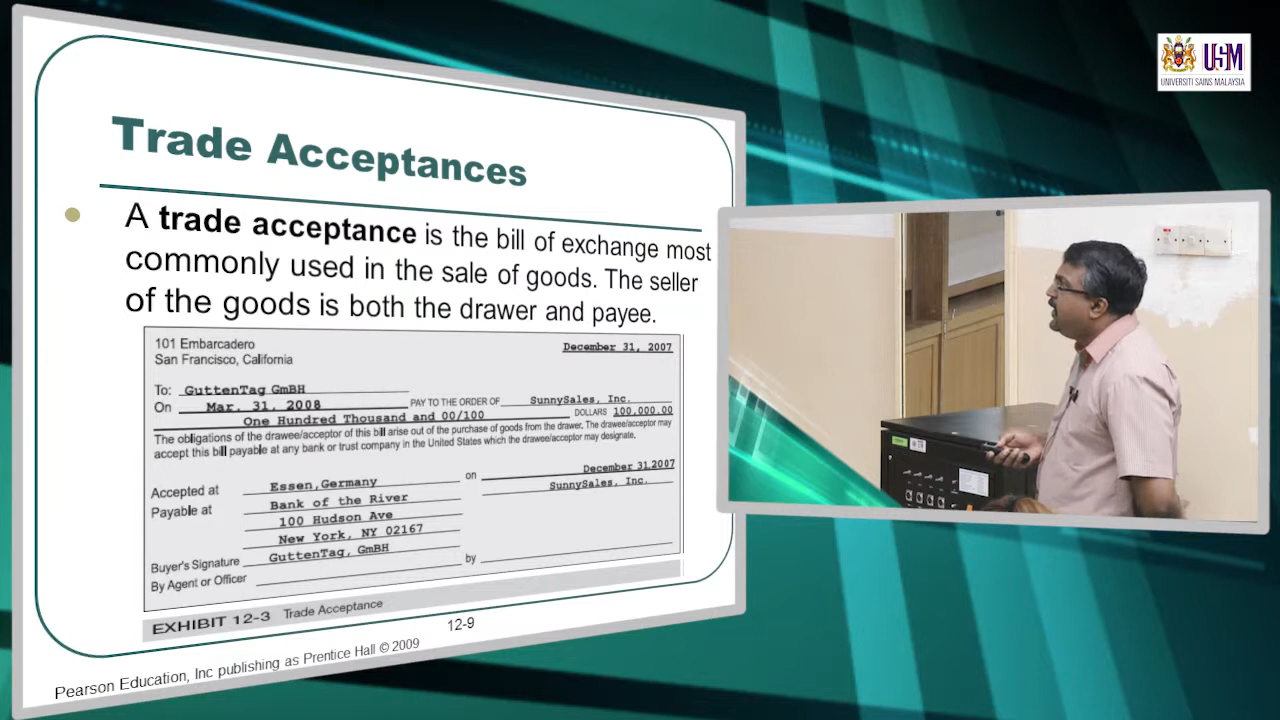 Trade Acceptances
A trade acceptance is the bill of exchange most
commonly used in the sale of goods. The seller
of the goods is both the drawer and payee.
101 Embarcadero
San Francisco, California
December 31, 2007
To: GuttenTag GmBH
On Mar. 31. 2008 PAY TO THE ORDER OF SunnySales, Inc.
One Hundred Thousand and 00/100 DOLLARS 100,000.00
The obligations of the drawee/acceptor of this bill arise out of the purchase of goods from the drawer. The drawee/acceptor may
accept this bill payable at any bank or trust company in the United States which the drawee/acceptor may designate.
Accepted at Essen,Germany on December 31,2007
Payable at Bank of the River SunnySales, Inc.
100 Hudson Ave
New York, NY 02167
Buyer's Signature GuttenTag, GmBH
By Agent or Officer by
EXHIBIT 12-3 Trade Acceptance
12-9
Pearson Education, Inc publishing as Prentice Hall © 2009
USM
UNIVERSITI SAINS MALAYSIA